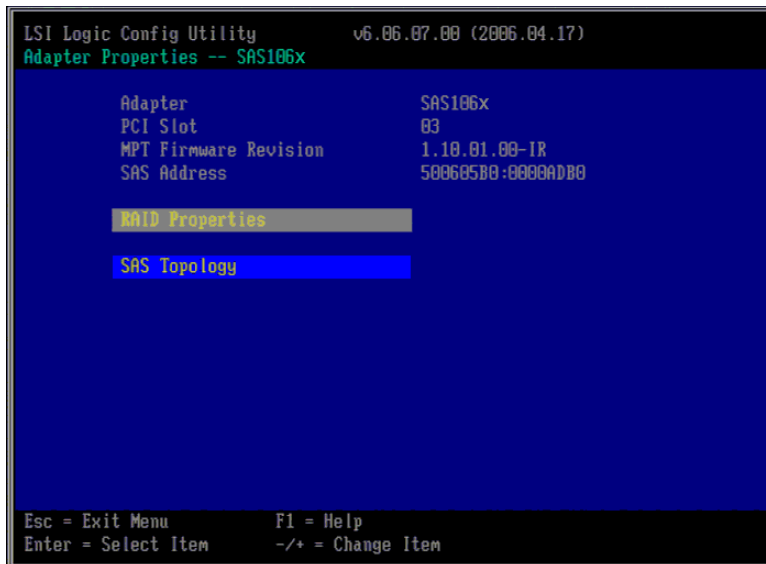 LSI Logic Config Utility v6.06.07.00 (2006.04.17)
Adapter Properties -- SAS106x
Adapter SAS106x
PCI Slot 03
MPT Firmware Revision 1.10.01.00-IR
SAS Address 500605B0:0000ADB0
RAID Properties
SAS Topology
Esc = Exit Menu F1 = Help
Enter = Select Item -/+ = Change Item